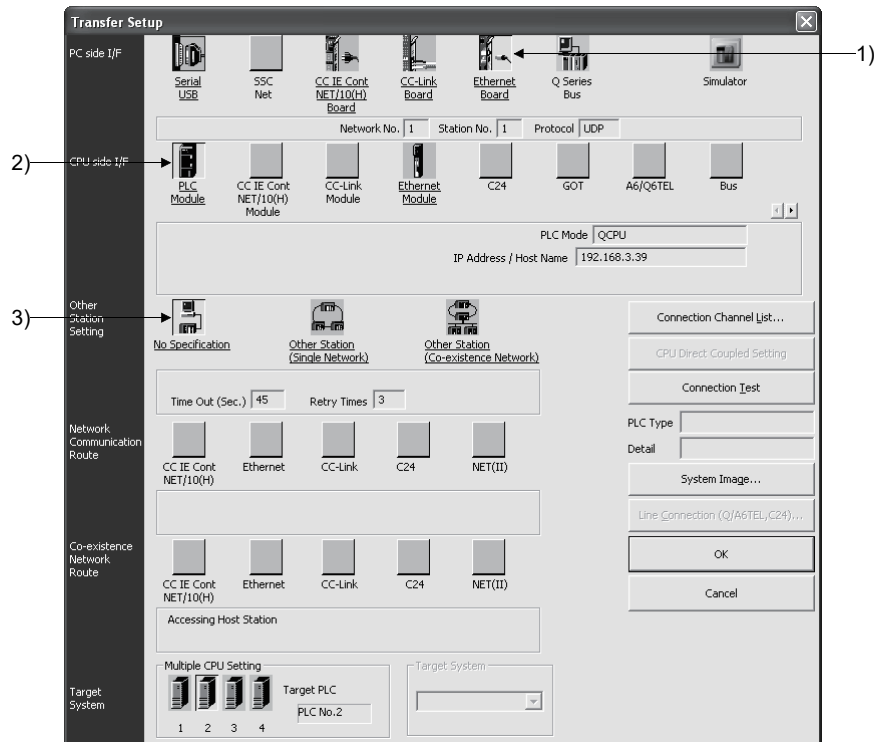 Transfer Setup
PC side I/F
Serial
USB
SSC
Net
CC IE Cont
NET/10(H)
Board
CC-Link
Board
Ethernet
Board
Q Series
Bus
Simulator
1)
Network No. 1 Station No. 1 Protocol UDP
2)
CPU side I/F
PLC
Module
CC IE Cont
NET/10(H)
Module
CC-Link
Module
Ethernet
Module
C24
GOT
A6/Q6TEL
Bus
PLC Mode QCPU
IP Address / Host Name 192.168.3.39
3)
Other
Station
Setting
No Specification
Other Station
(Single Network)
Other Station
(Co-existence Network)
Time Out (Sec.) 45 Retry Times 3
Connection Channel List...
CPU Direct Coupled Setting
Connection Test
PLC Type
Detail
System Image...
Line Connection (Q/A6TEL,C24)...
OK
Cancel
Network
Communication
Route
CC IE Cont
NET/10(H)
Ethernet
CC-Link
C24
NET(II)
Co-existence
Network
Route
CC IE Cont
NET/10(H)
Ethernet
CC-Link
C24
NET(II)
Accessing Host Station
Target
System
Multiple CPU Setting
1 2 3 4
Target PLC
PLC No.2
Target System